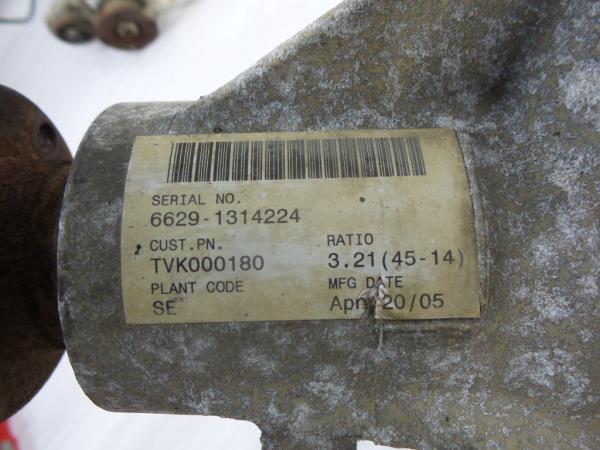 SERIAL NO.
6629-1314224
CUST.PN. RATIO
TVK000180 3.21(45-14)
PLANT CODE MFG DATE
SE Apr 20/05